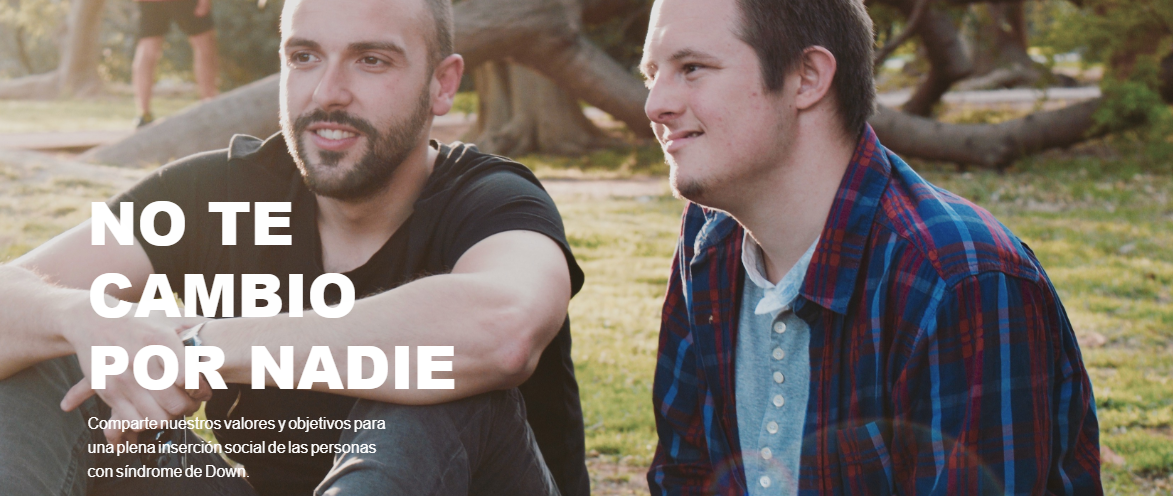 NO TE
CAMBIO
POR NADIE
Comparte nuestros valores y objetivos para
una plena inserción social de las personas
con síndrome de Down.